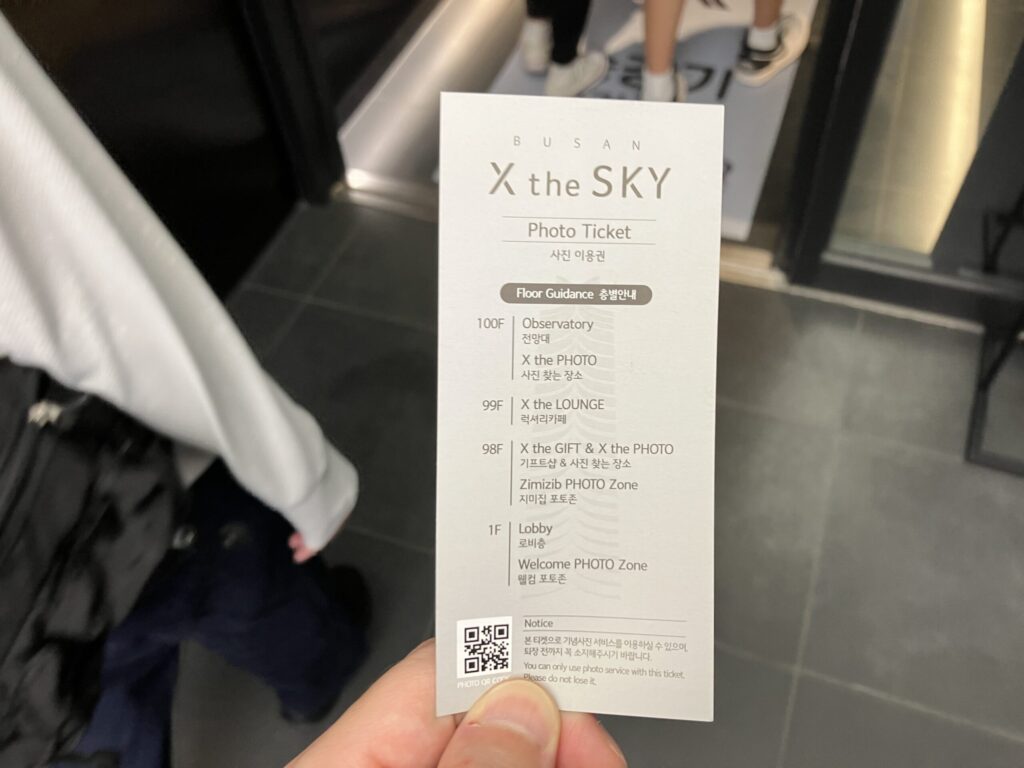 BUSAN
X the SKY
Photo Ticket
사진 이용권
Floor Guidance 층별안내
100F Observatory
전망대
X the PHOTO
사진 찾는 장소
99F X the LOUNGE
럭셔리카페
98F X the GIFT & X the PHOTO
기프트샵 & 사진 찾는 장소
Zimizib PHOTO Zone
지미집 포토존
1F Lobby
로비층
Welcome PHOTO Zone
웰컴 포토존
Notice
본 티켓으로 기념사진 서비스를 이용하실 수 있으며,
퇴장 전까지 꼭 소지해주시기 바랍니다.
You can only use photo service with this ticket.
Please do not lose it.
PHOTO QR